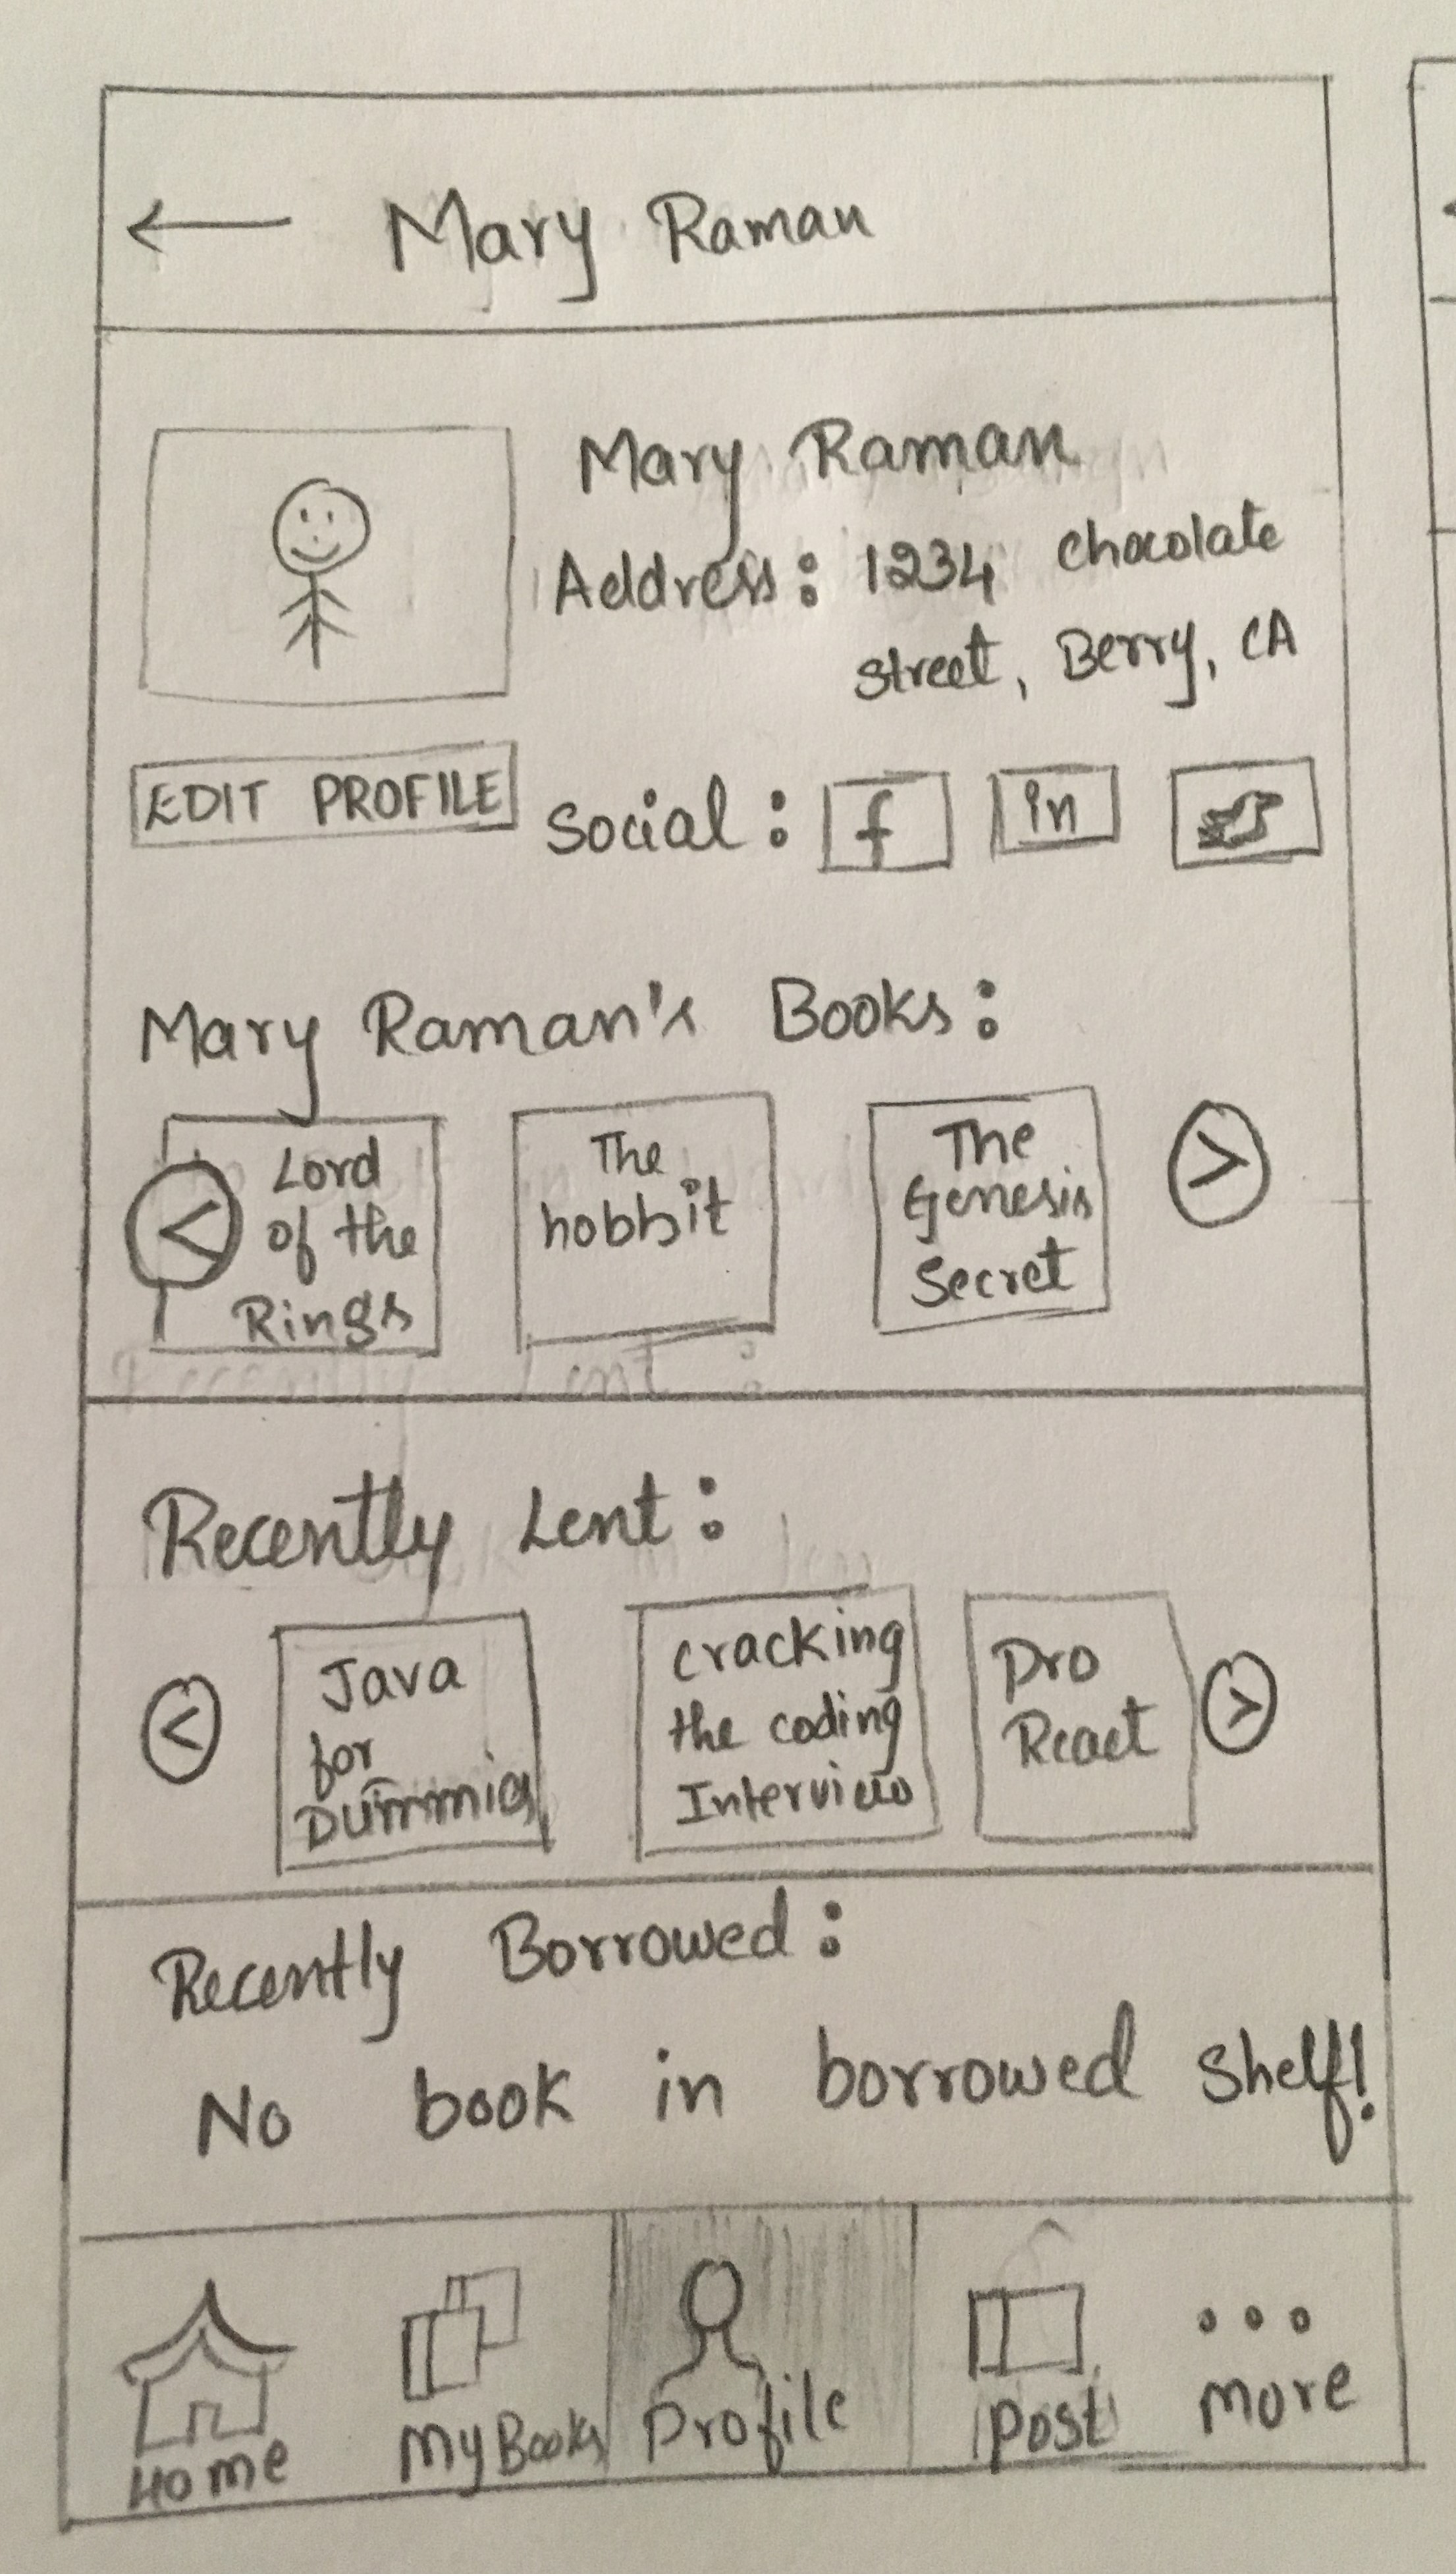 Mary Raman
Mary Raman
Address: 1234 chocolate
street, Berry, CA
EDIT PROFILE
Social: f in
Mary Raman's Books:
Lord
of the
Rings
The
hobbit
The
Genesis
Secret
Recently Lent:
Java
for
Dummies
Cracking
the coding
Interview
Pro
React
Recently Borrowed:
No book in borrowed shelf!
Home
My Books
Profile
Post
more